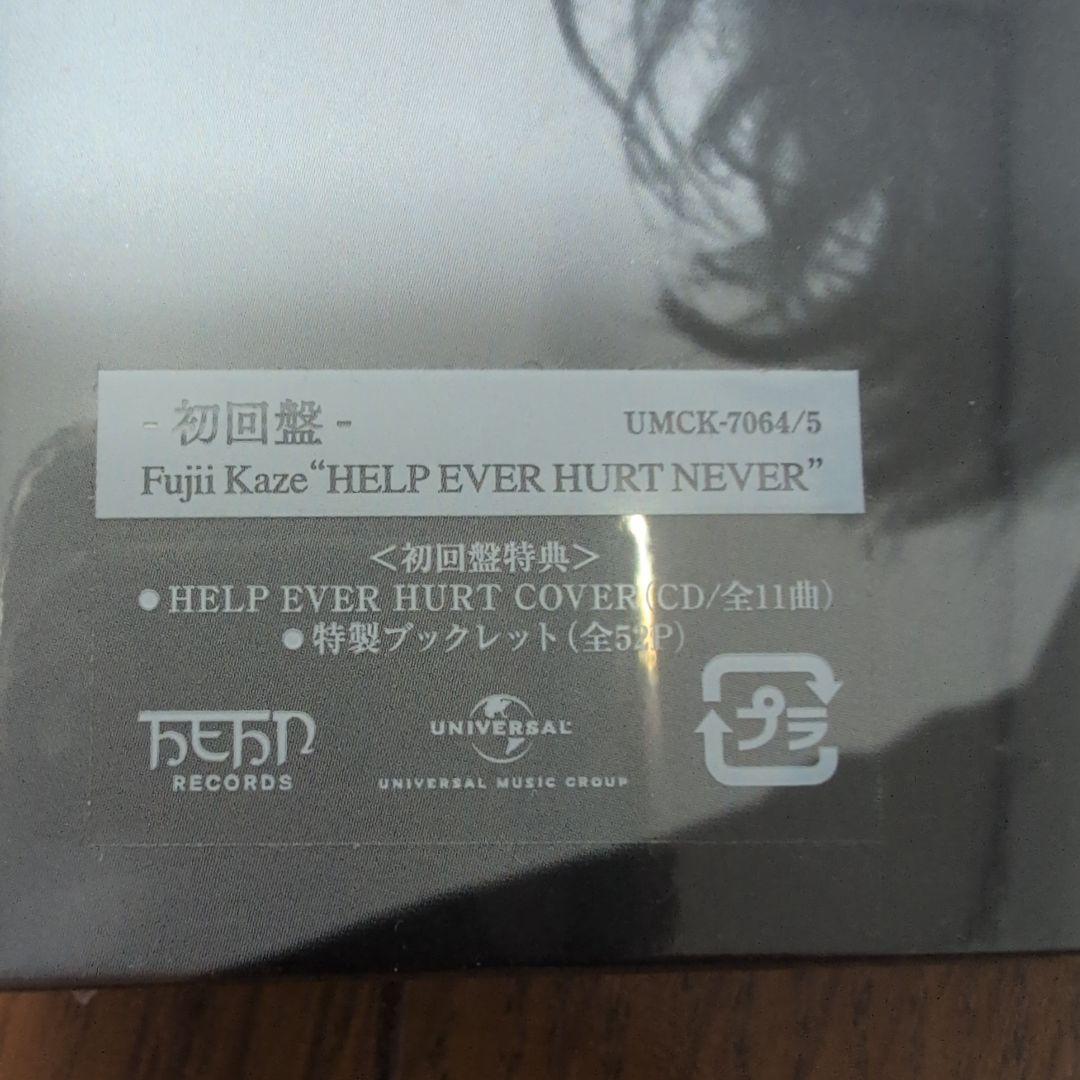 - 初回盤 -
UMCK-7064/5
Fujii Kaze “HELP EVER HURT NEVER”
＜初回盤特典＞
●HELP EVER HURT COVER(CD/全11曲)
●特製ブックレット(全52P)
HEHN
RECORDS
UNIVERSAL
UNIVERSAL MUSIC GROUP
プラ